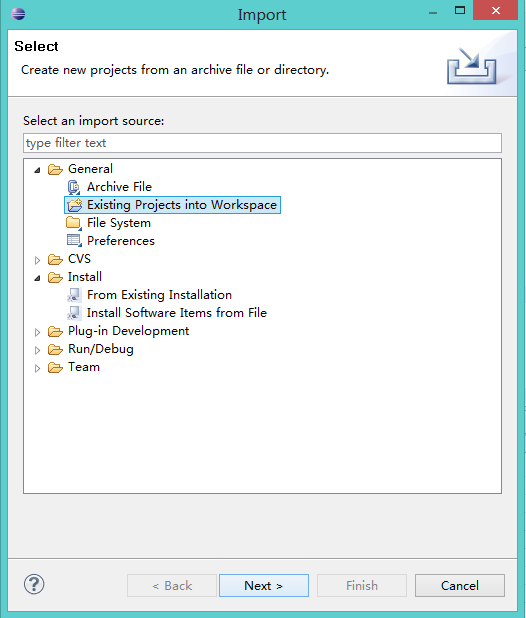 Import
Select
Create new projects from an archive file or directory.
Select an import source:
type filter text
General
Archive File
Existing Projects into Workspace
File System
Preferences
CVS
Install
From Existing Installation
Install Software Items from File
Plug-in Development
Run/Debug
Team
? < Back Next > Finish Cancel